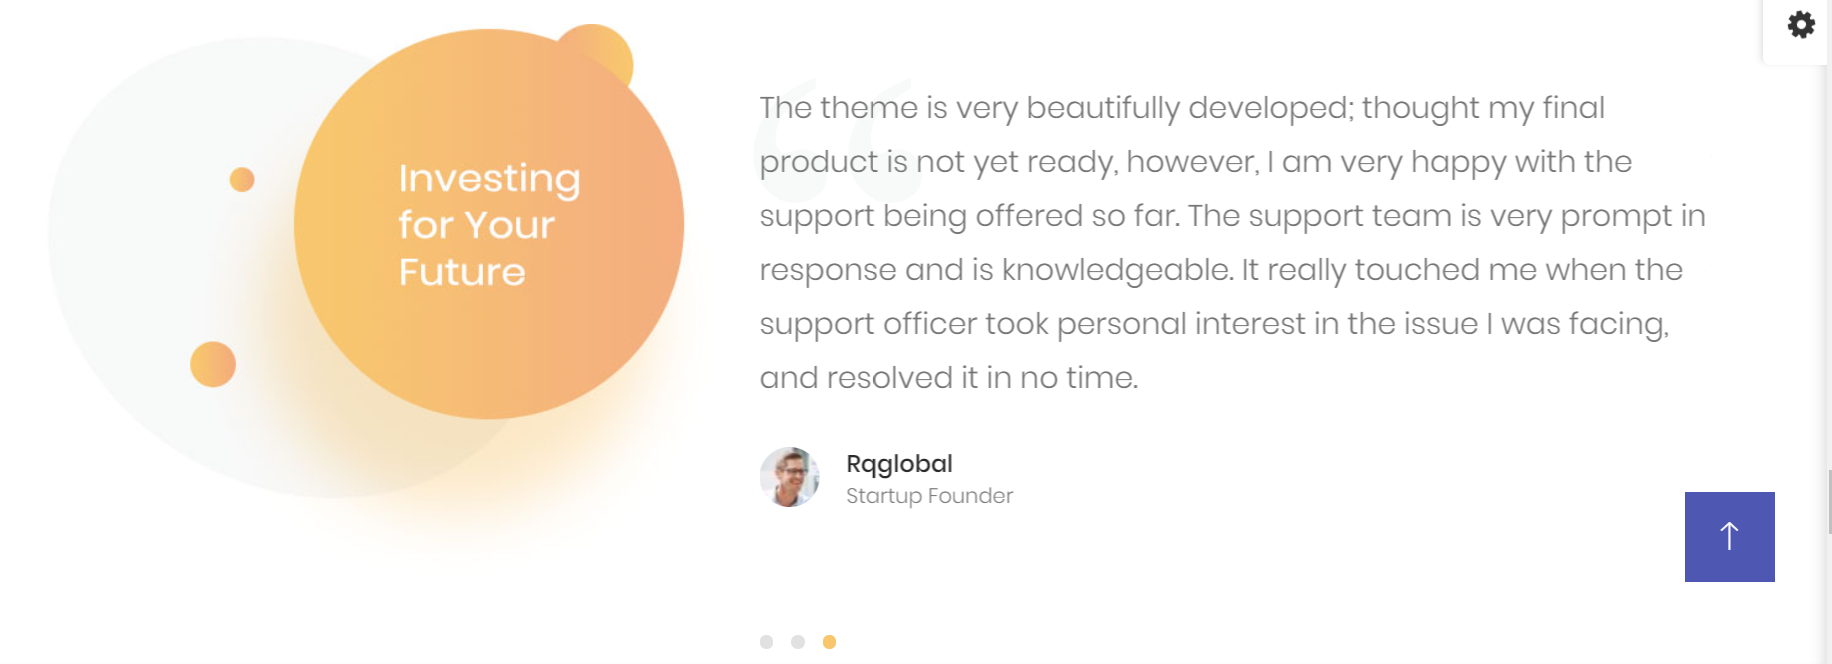 Investing
for Your
Future
The theme is very beautifully developed; thought my final
product is not yet ready, however, I am very happy with the
support being offered so far. The support team is very prompt in
response and is knowledgeable. It really touched me when the
support officer took personal interest in the issue I was facing,
and resolved it in no time.
Rqglobal
Startup Founder